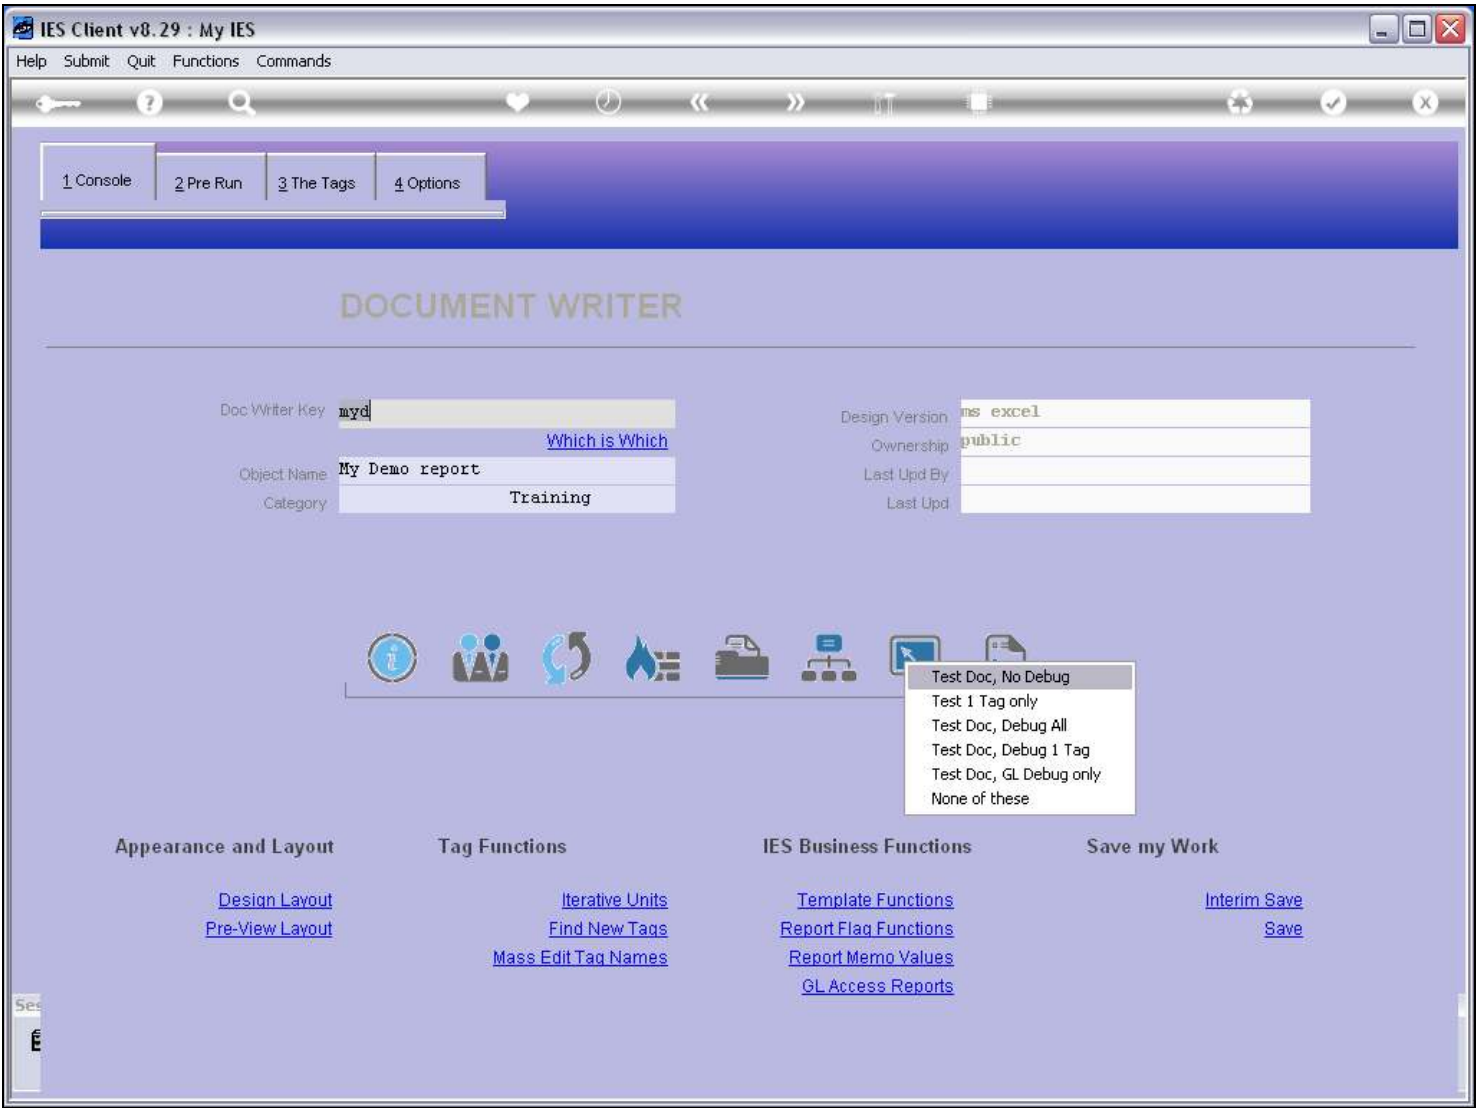 IES Client v8.29 : My IES
Help Submit Quit Functions Commands
1 Console
2 Pre Run
3 The Tags
4 Options
DOCUMENT WRITER
Doc Writer Key myd
Which is Which
Object Name My Demo report
Category Training
Design Version ms excel
Ownership public
Last Upd By
Last Upd
Test Doc, No Debug
Test 1 Tag only
Test Doc, Debug All
Test Doc, Debug 1 Tag
Test Doc, GL Debug only
None of these
Appearance and Layout
Design Layout
Pre-View Layout
Tag Functions
Iterative Units
Find New Tags
Mass Edit Tag Names
IES Business Functions
Template Functions
Report Flag Functions
Report Memo Values
GL Access Reports
Save my Work
Interim Save
Save